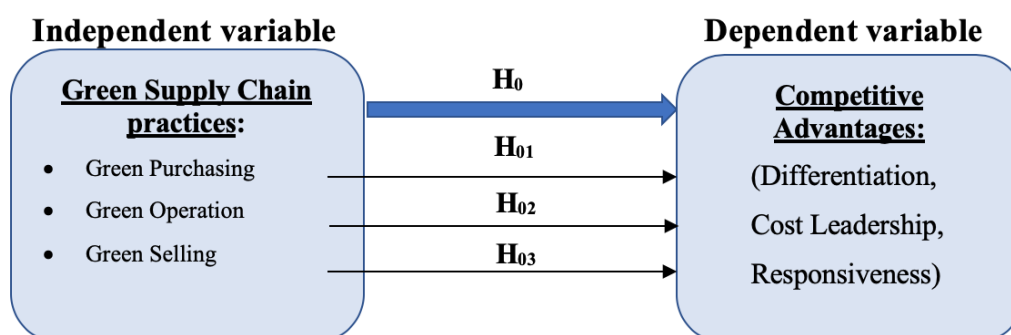 Independent variable
Dependent variable
Green Supply Chain
practices:
• Green Purchasing
• Green Operation
• Green Selling
H₀
H₀₁
H₀₂
H₀₃
Competitive
Advantages:
(Differentiation,
Cost Leadership,
Responsiveness)